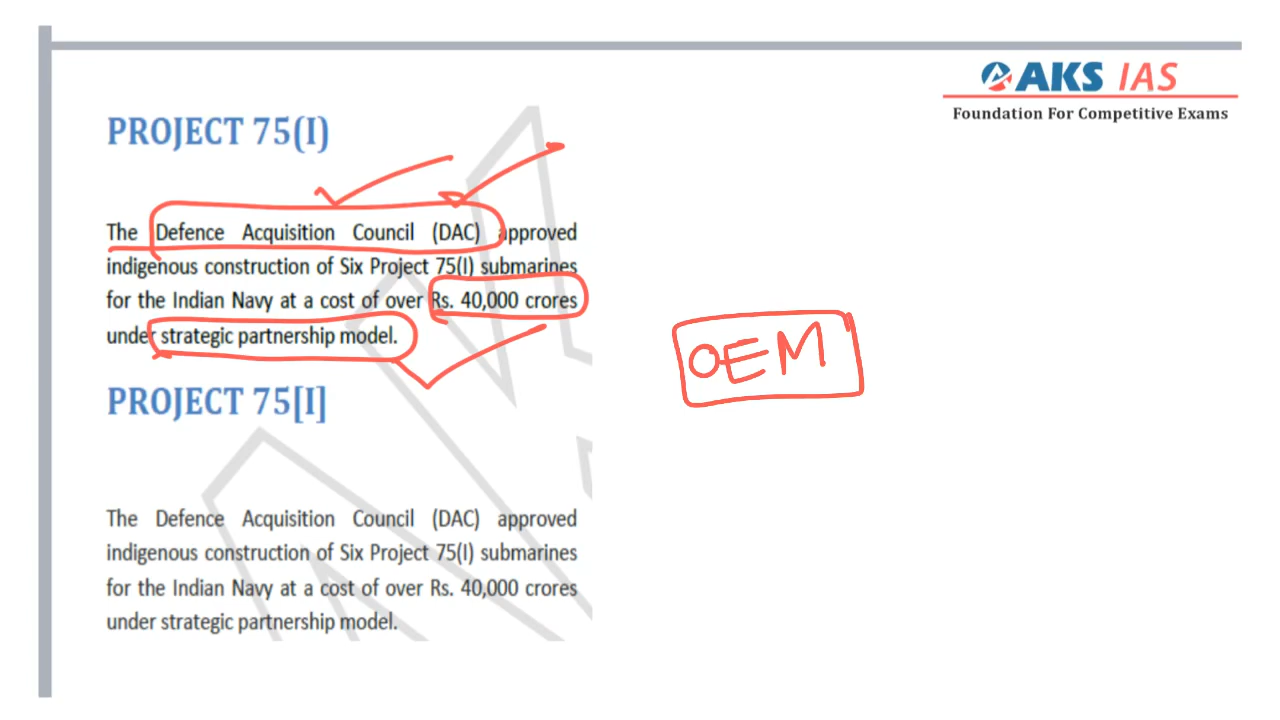 AKS IAS
Foundation For Competitive Exams
PROJECT 75(I)
The Defence Acquisition Council (DAC) approved
indigenous construction of Six Project 75(I) submarines
for the Indian Navy at a cost of over Rs. 40,000 crores
under strategic partnership model.
OEM
PROJECT 75[I]
The Defence Acquisition Council (DAC) approved
indigenous construction of Six Project 75(I) submarines
for the Indian Navy at a cost of over Rs. 40,000 crores
under strategic partnership model.